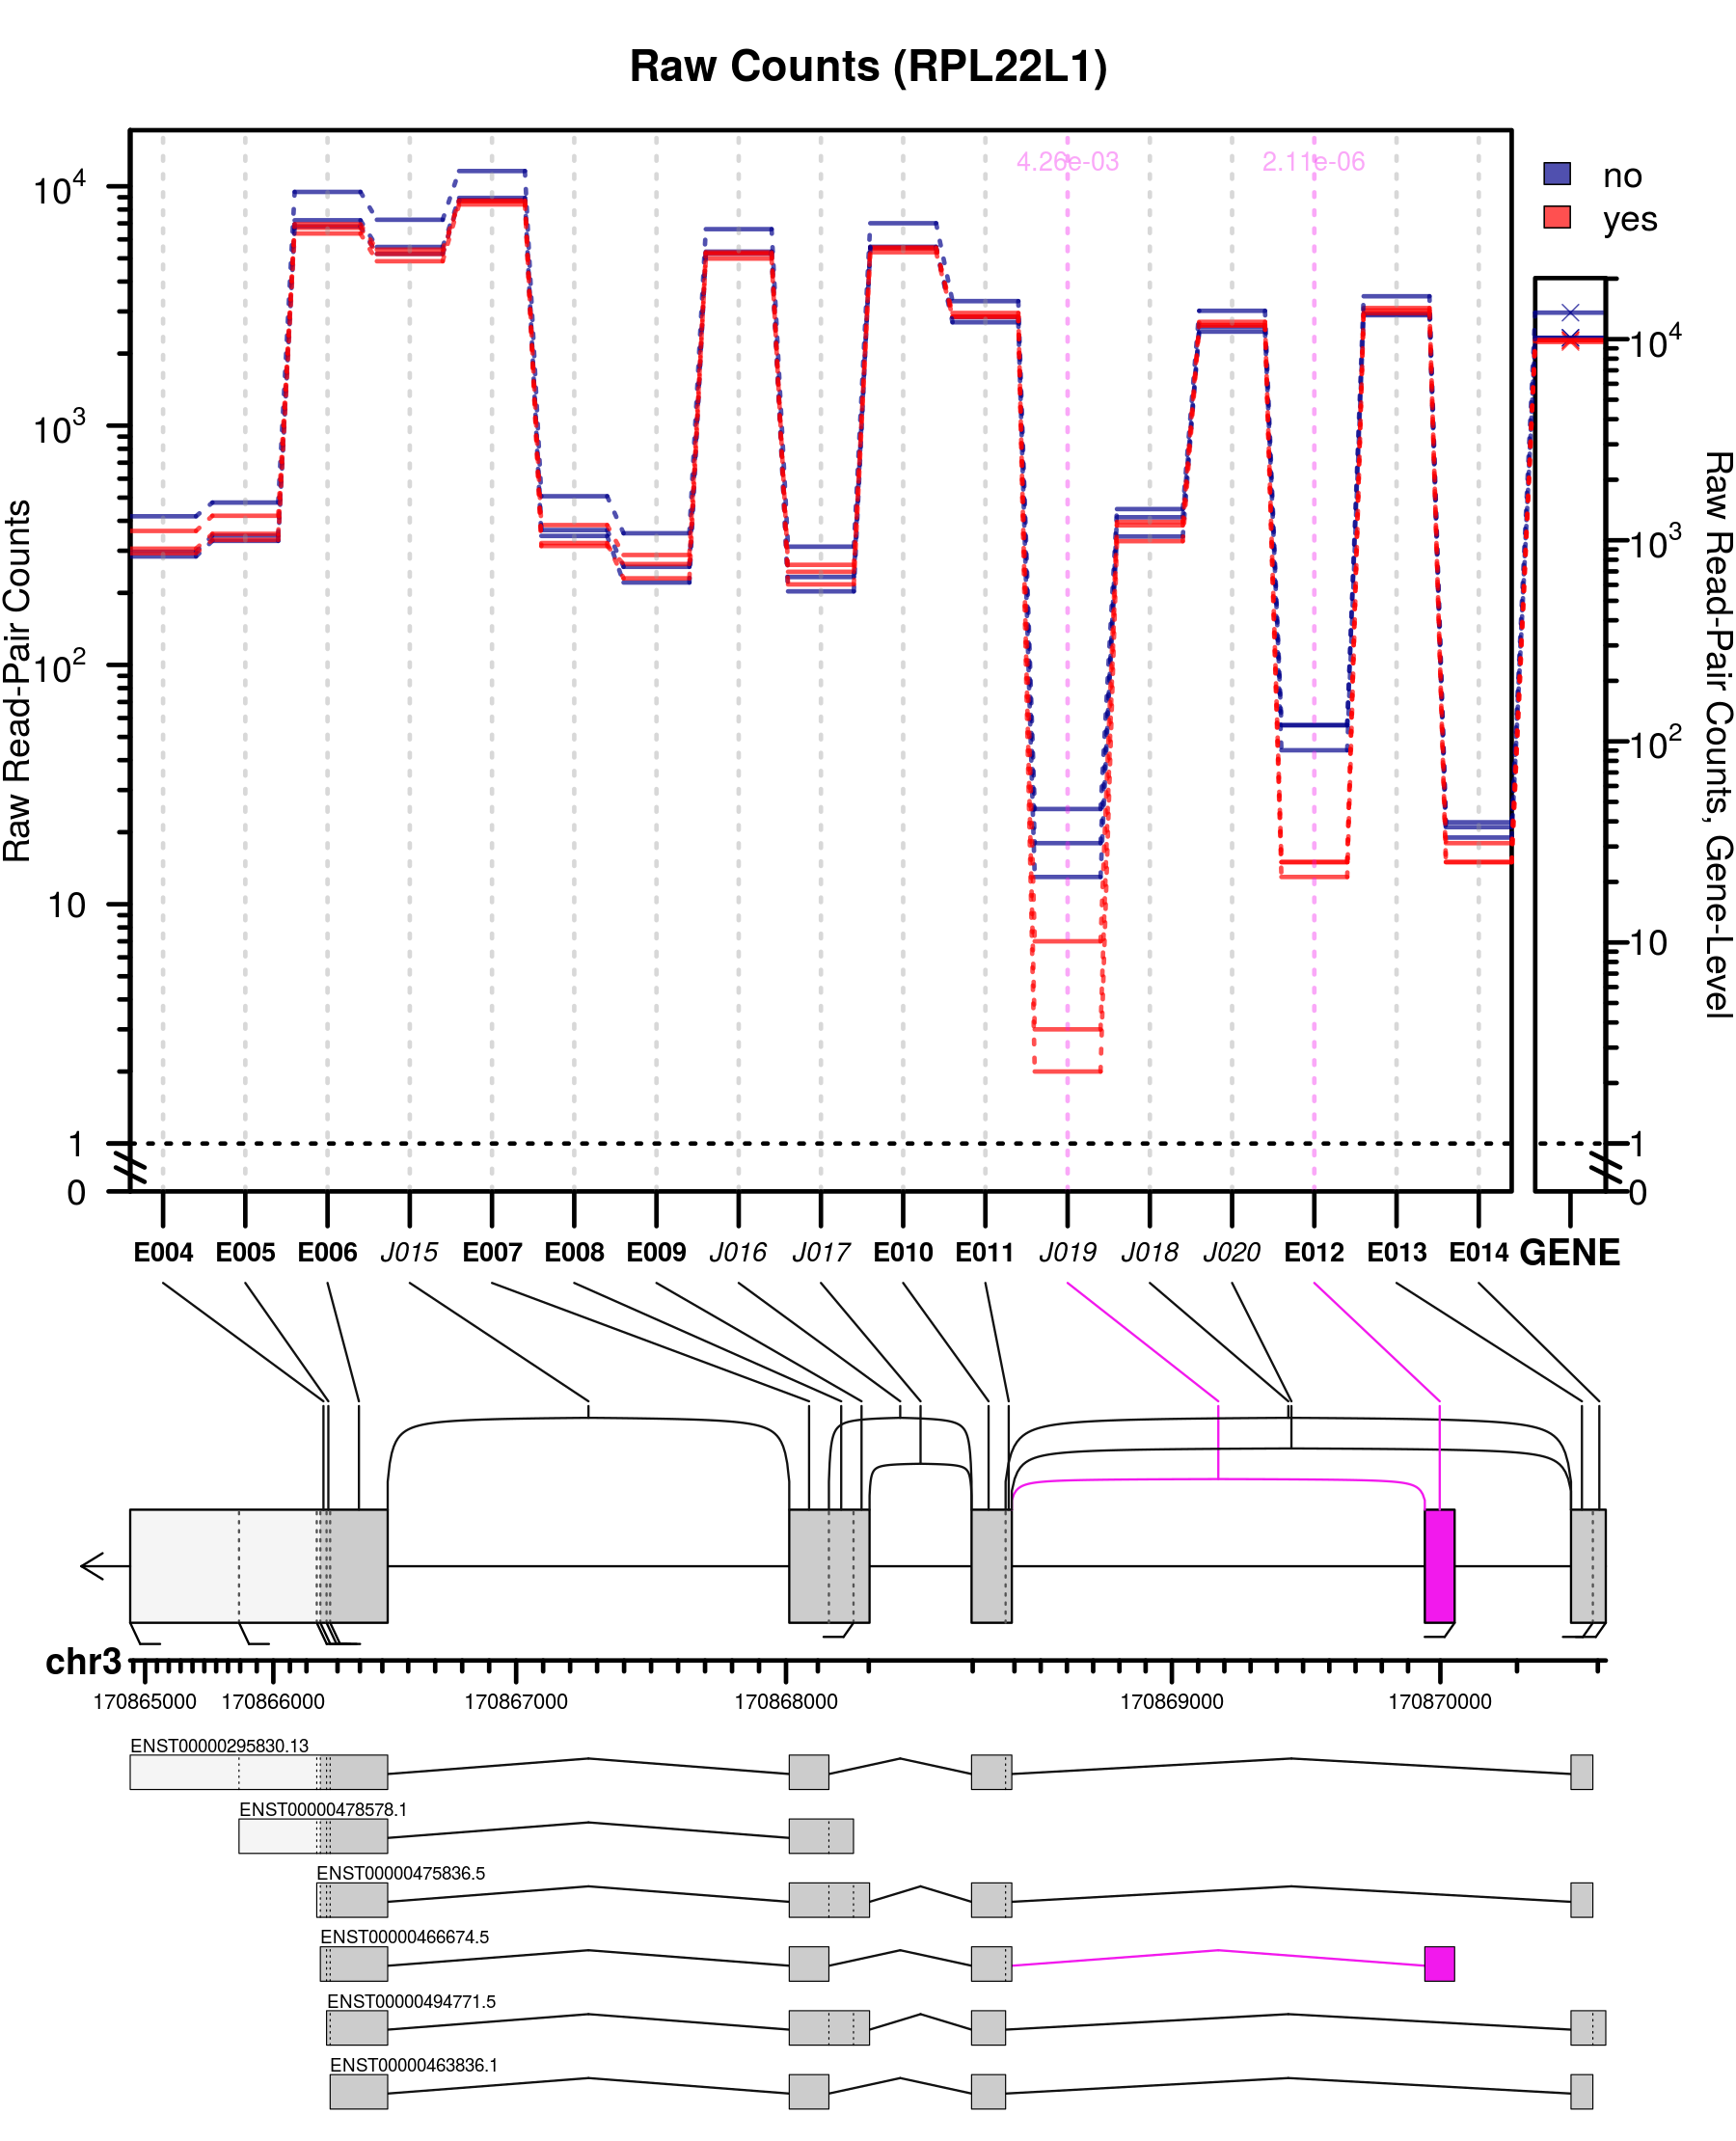 Raw Counts (RPL22L1)
4.26e-03 2.11e-06
no
yes
Raw Read-Pair Counts
10^4
10^3
10^2
10
1
0
Raw Read-Pair Counts, Gene-Level
10^4
10^3
10^2
10
1
0
E004 E005 E006 J015 E007 E008 E009 J016 J017 E010 E011 J019 J018 J020 E012 E013 E014 GENE
chr3
170865000 170866000 170867000 170868000 170869000 170870000
ENST00000295830.13
ENST00000478578.1
ENST00000475836.5
ENST00000466674.5
ENST00000494771.5
ENST00000463836.1